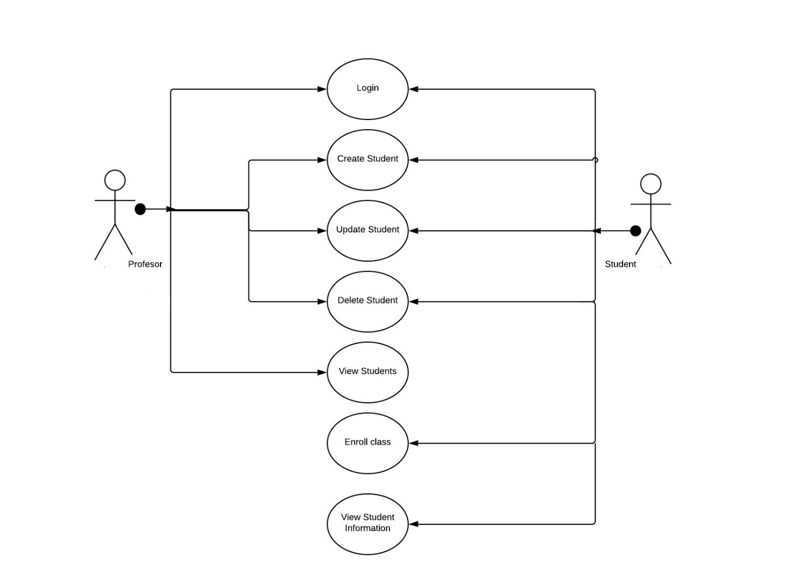 Login
Create Student
Update Student
Profesor
Student
Delete Student
View Students
Enroll class
View Student
Information